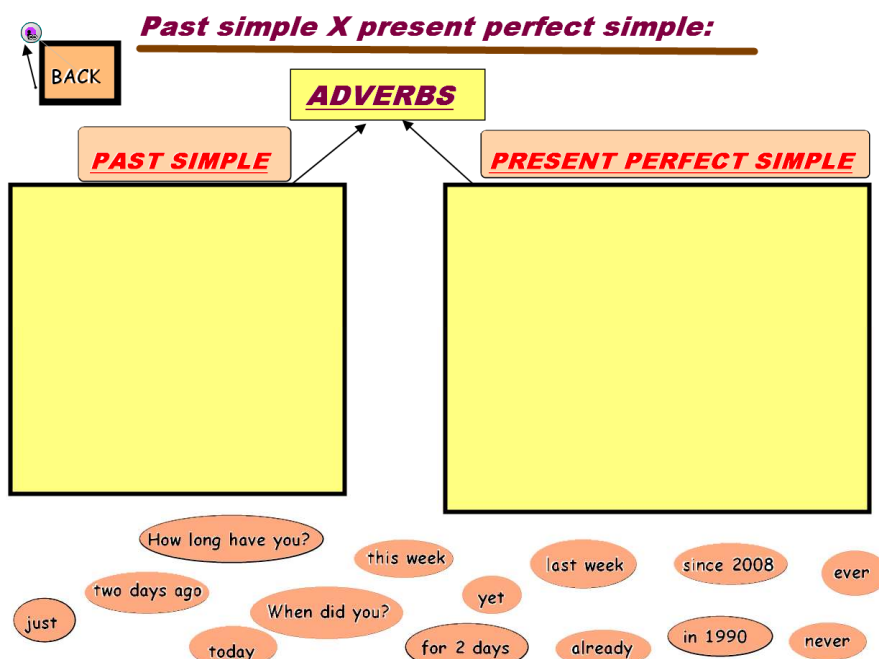 Past simple X present perfect simple:
BACK
ADVERBS
PAST SIMPLE
PRESENT PERFECT SIMPLE
How long have you?
this week
last week
since 2008
ever
two days ago
When did you?
yet
just
today
for 2 days
already
in 1990
never